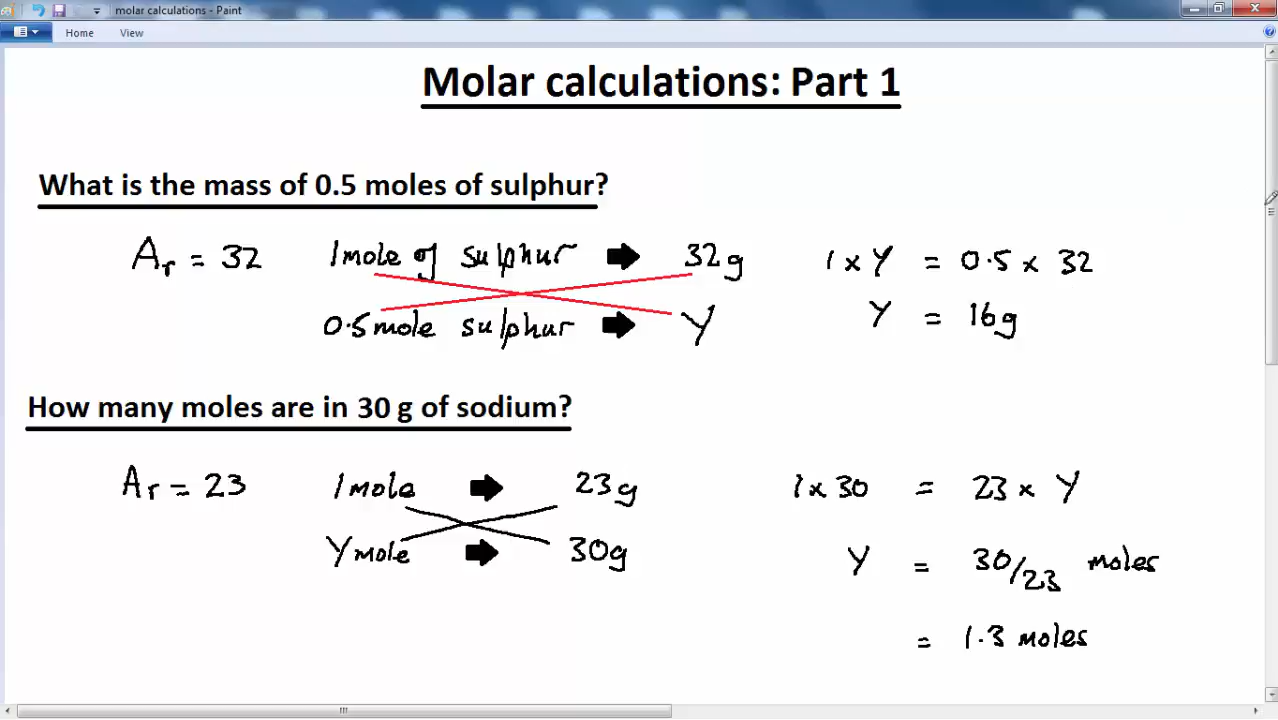 molar calculations - Paint
Home View
Molar calculations: Part 1
What is the mass of 0.5 moles of sulphur?
Ar = 32 1mole of sulphur 32g 1 x Y = 0.5 x 32
0.5mole sulphur Y Y = 16g
How many moles are in 30 g of sodium?
Ar = 23 1mole 23g 1 x 30 = 23 x Y
Y mole 30g Y = 30/23 moles
= 1.3 moles